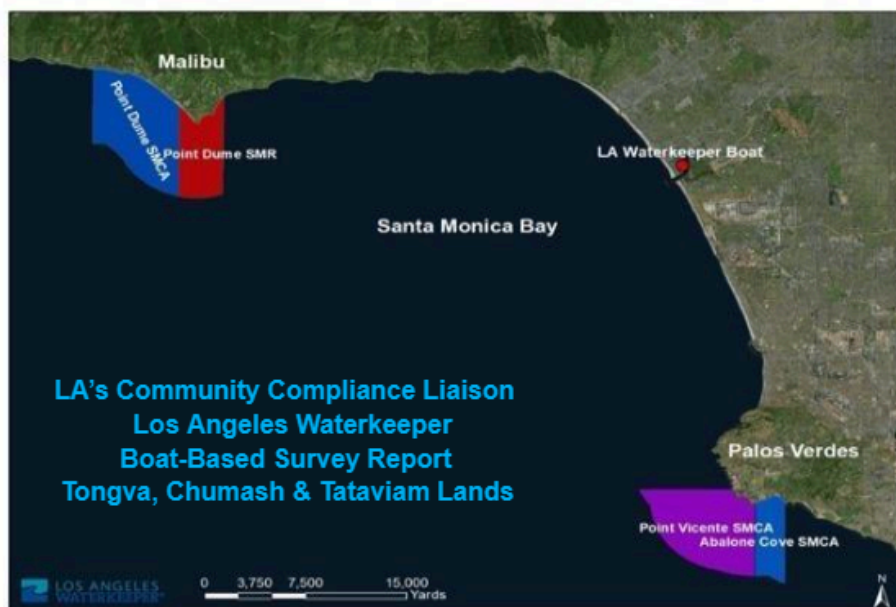 Malibu
Point Dume SMCA
Point Dume SMR
LA Waterkeeper Boat
Santa Monica Bay
LA's Community Compliance Liaison
Los Angeles Waterkeeper
Boat-Based Survey Report
Tongva, Chumash & Tataviam Lands
Palos Verdes
Point Vicente SMCA
Abalone Cove SMCA
LOS ANGELES
WATERKEEPER
0 3,750 7,500 15,000
Yards
N